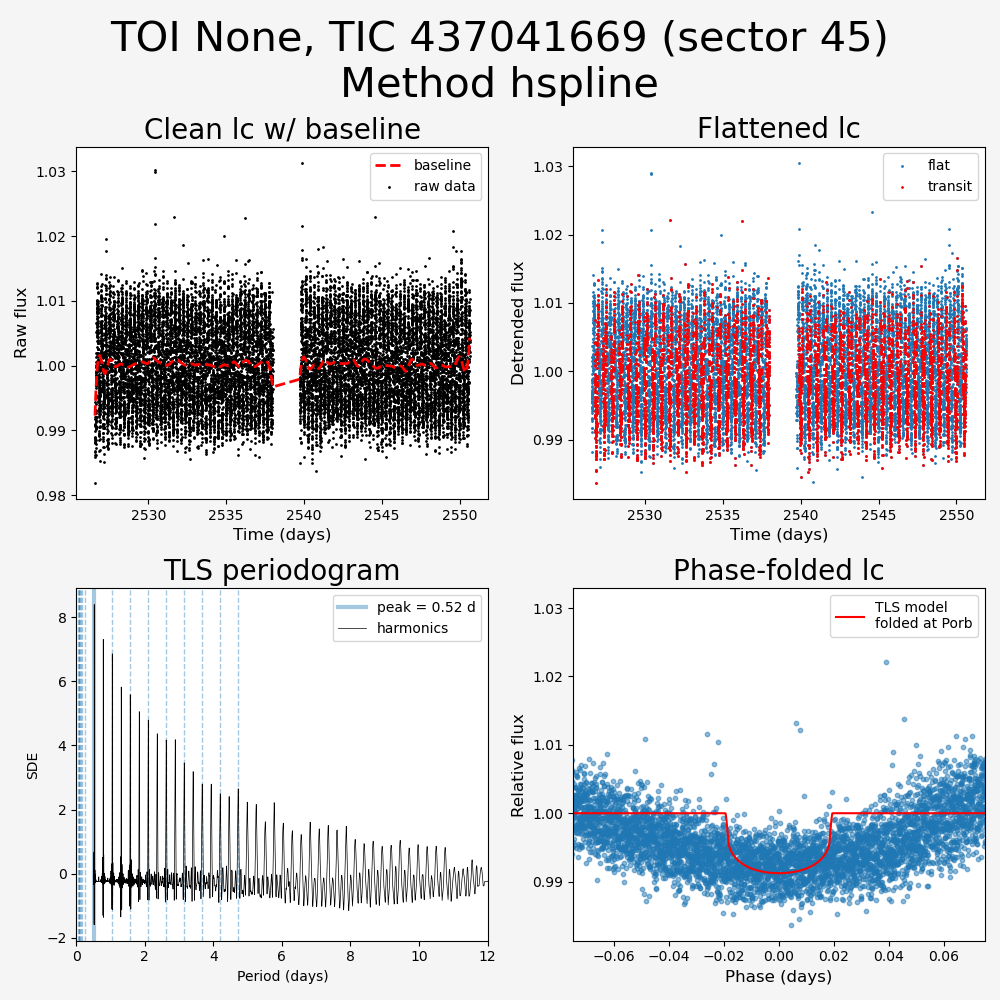 TOI None, TIC 437041669 (sector 45)
Method hspline
Clean lc w/ baseline
Raw flux
1.03
1.02
1.01
1.00
0.99
0.98
baseline
raw data
2530
2535
2540
2545
2550
Time (days)
Flattened lc
Detrended flux
1.03
1.02
1.01
1.00
0.99
flat
transit
2530
2535
2540
2545
2550
Time (days)
TLS periodogram
SDE
8
6
4
2
0
−2
peak = 0.52 d
harmonics
0
2
4
6
8
10
12
Period (days)
Phase-folded lc
Relative flux
1.03
1.02
1.01
1.00
0.99
TLS model
folded at Porb
−0.06
−0.04
−0.02
0.00
0.02
0.04
0.06
Phase (days)